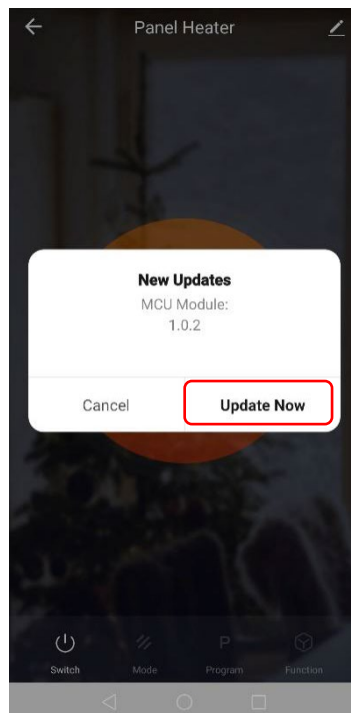 Panel Heater
New Updates
MCU Module:
1.0.2
Cancel Update Now
P
Switch Mode Program Function